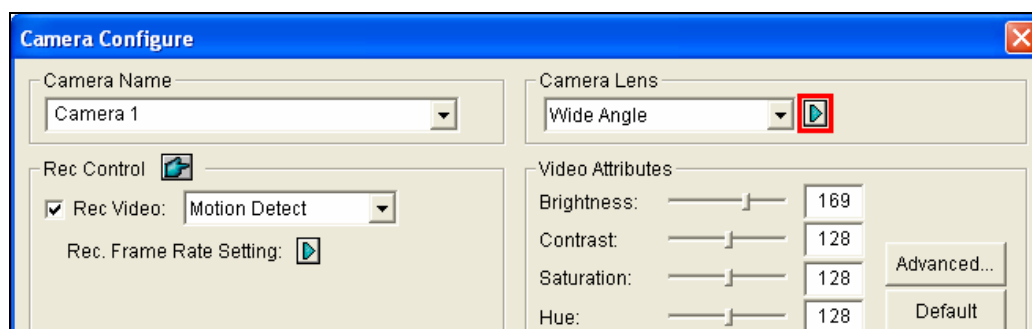 Camera Configure
Camera Name
Camera 1
Camera Lens
Wide Angle
Rec Control
Rec Video: Motion Detect
Rec. Frame Rate Setting:
Video Attributes
Brightness: 169
Contrast: 128
Saturation: 128
Hue: 128
Advanced...
Default